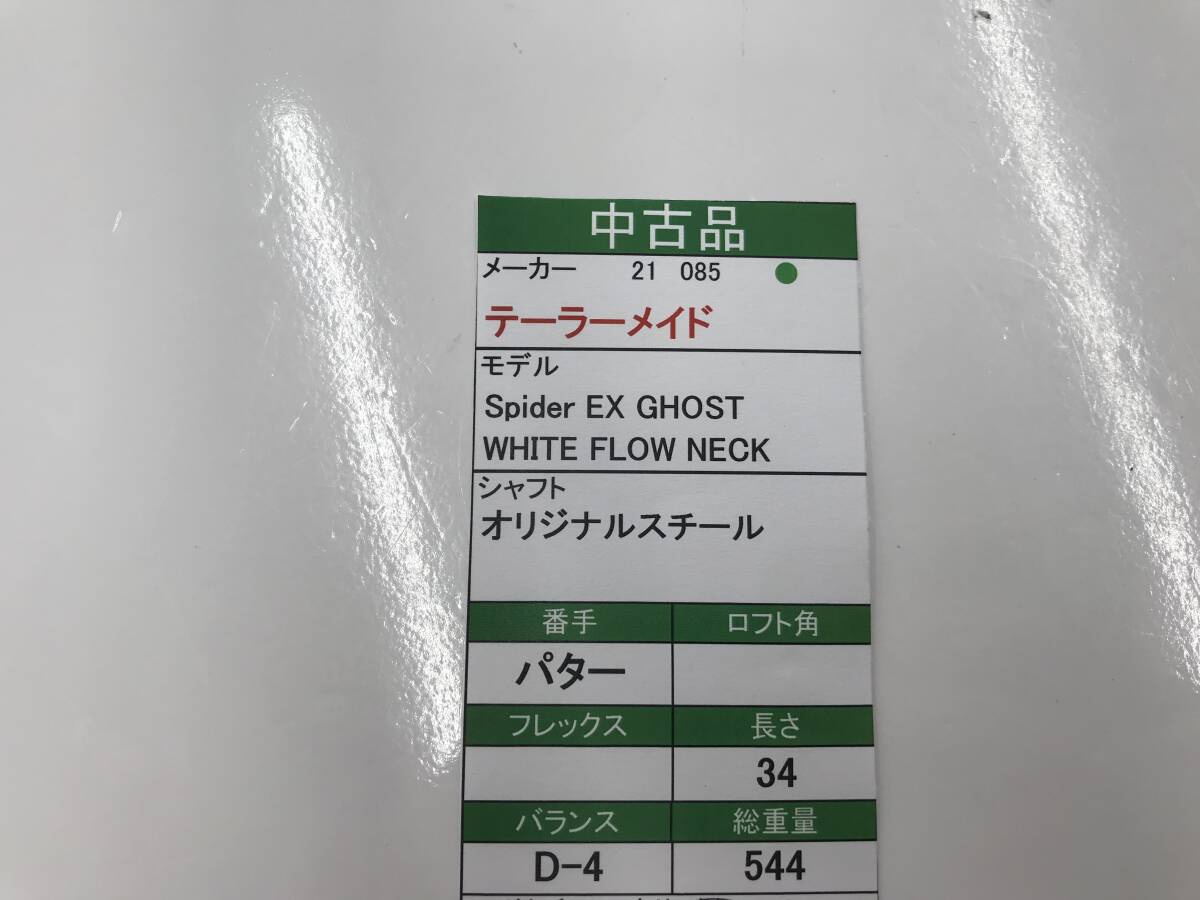 中古品
メーカー 21 085
テーラーメイド
モデル
Spider EX GHOST
WHITE FLOW NECK
シャフト
オリジナルスチール
番手 ロフト角
パター
フレックス 長さ
34
バランス 総重量
D-4 544